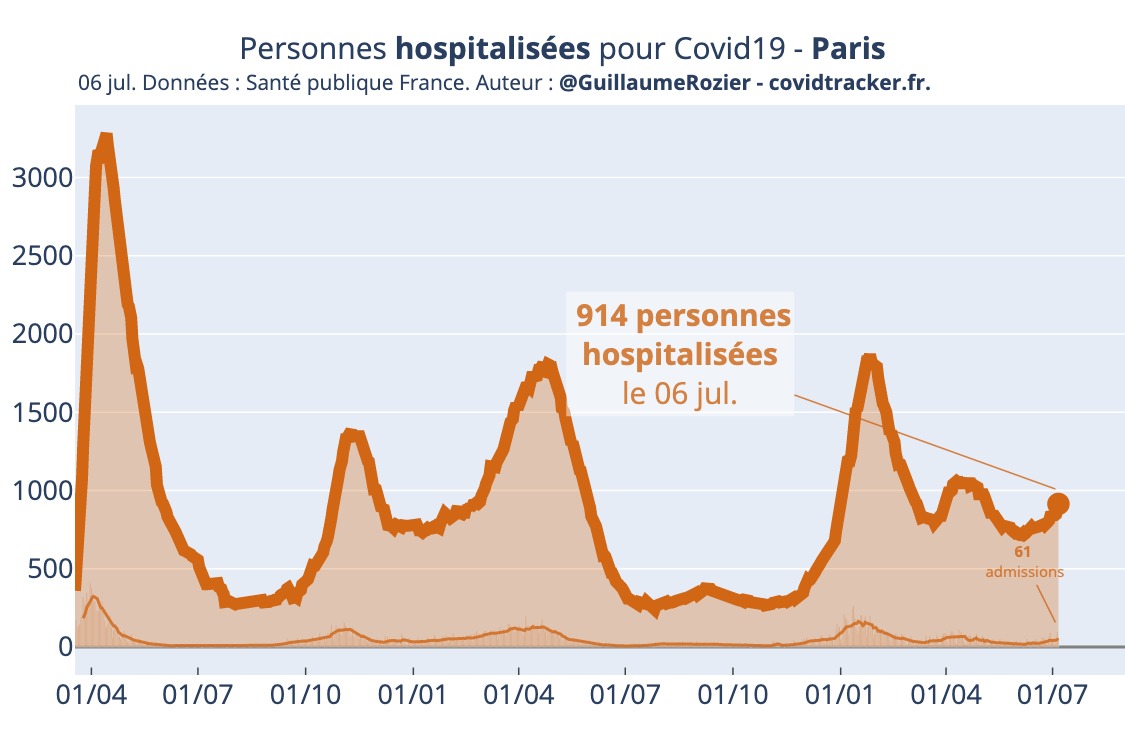 Personnes hospitalisées pour Covid19 - Paris
06 jul. Données : Santé publique France. Auteur : @GuillaumeRozier - covidtracker.fr.
3000
2500
2000
1500
1000
500
0
914 personnes
hospitalisées
le 06 jul.
61
admissions
01/04 01/07 01/10 01/01 01/04 01/07 01/10 01/01 01/04 01/07